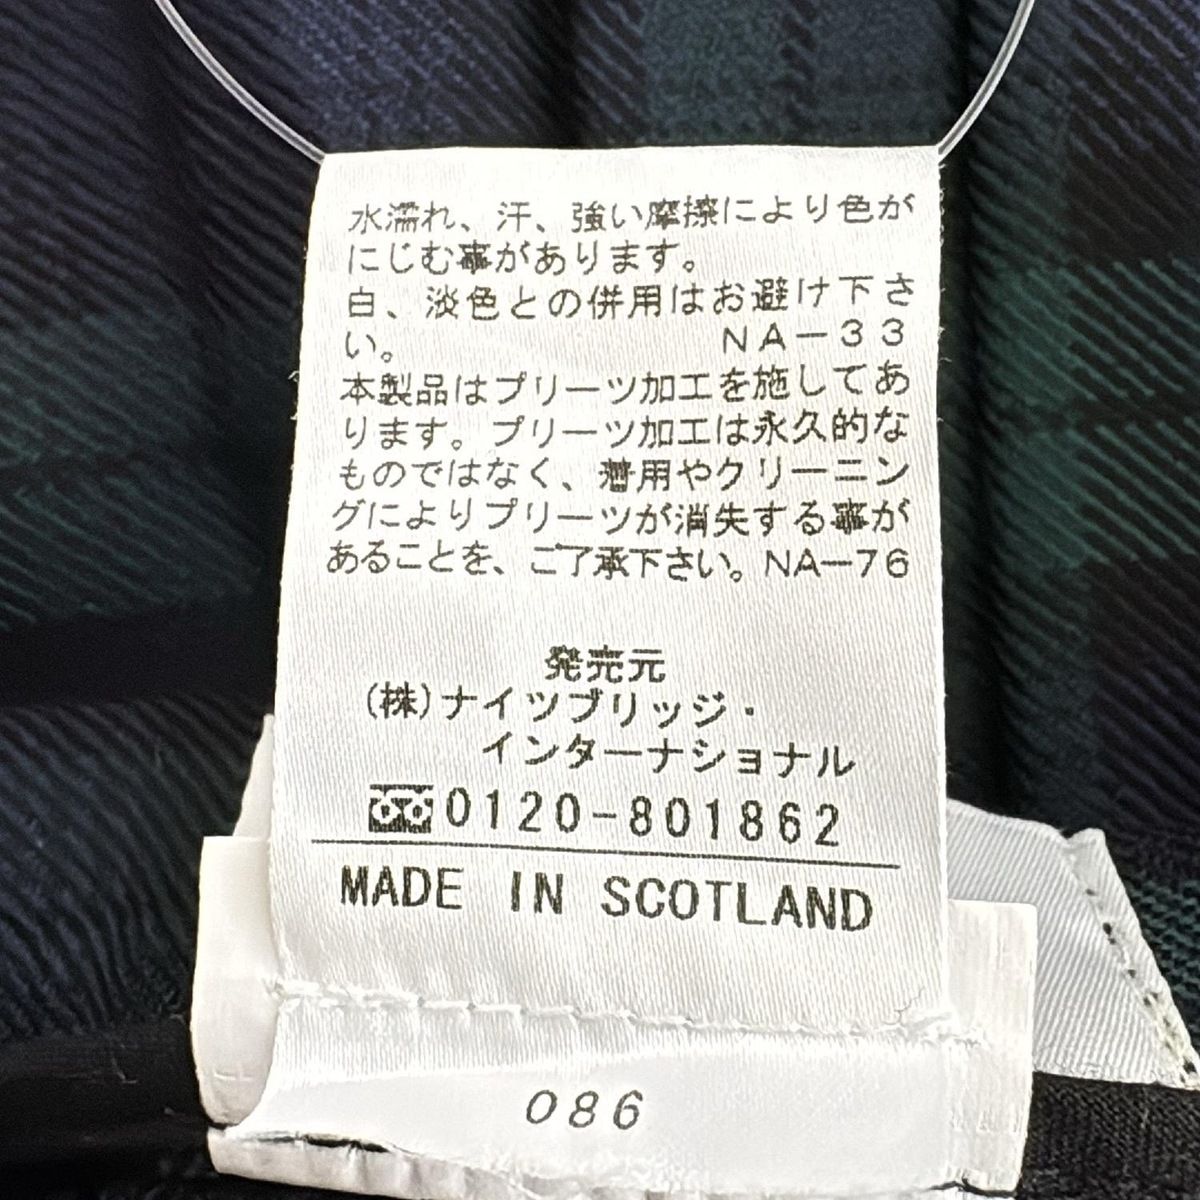 水濡れ、汗、強い摩擦により色が
にじむ事があります。
白、淡色との併用はお避け下さ
い。 NA-33
本製品はプリーツ加工を施してあ
ります。プリーツ加工は永久的な
ものではなく、着用やクリーニン
グによりプリーツが消失する事が
あることを、ご了承下さい。NA-76
発売元
(株)ナイツブリッジ・
インターナショナル
0120-801862
MADE IN SCOTLAND
086